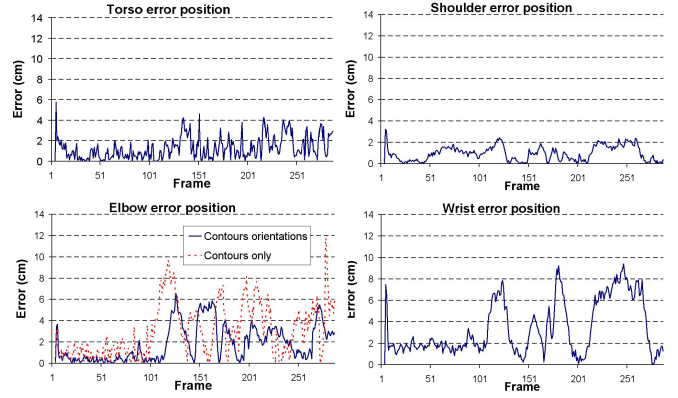 Torso error position
14
12
10
8
6
4
2
0
Error (cm)
1 51 101 151 201 251
Frame
Shoulder error position
14
12
10
8
6
4
2
0
Error (cm)
1 51 101 151 201 251
Frame
Elbow error position
14
12
10
8
6
4
2
0
Error (cm)
Contours orientations
Contours only
1 51 101 151 201 251
Frame
Wrist error position
14
12
10
8
6
4
2
0
Error (cm)
1 51 101 151 201 251
Frame